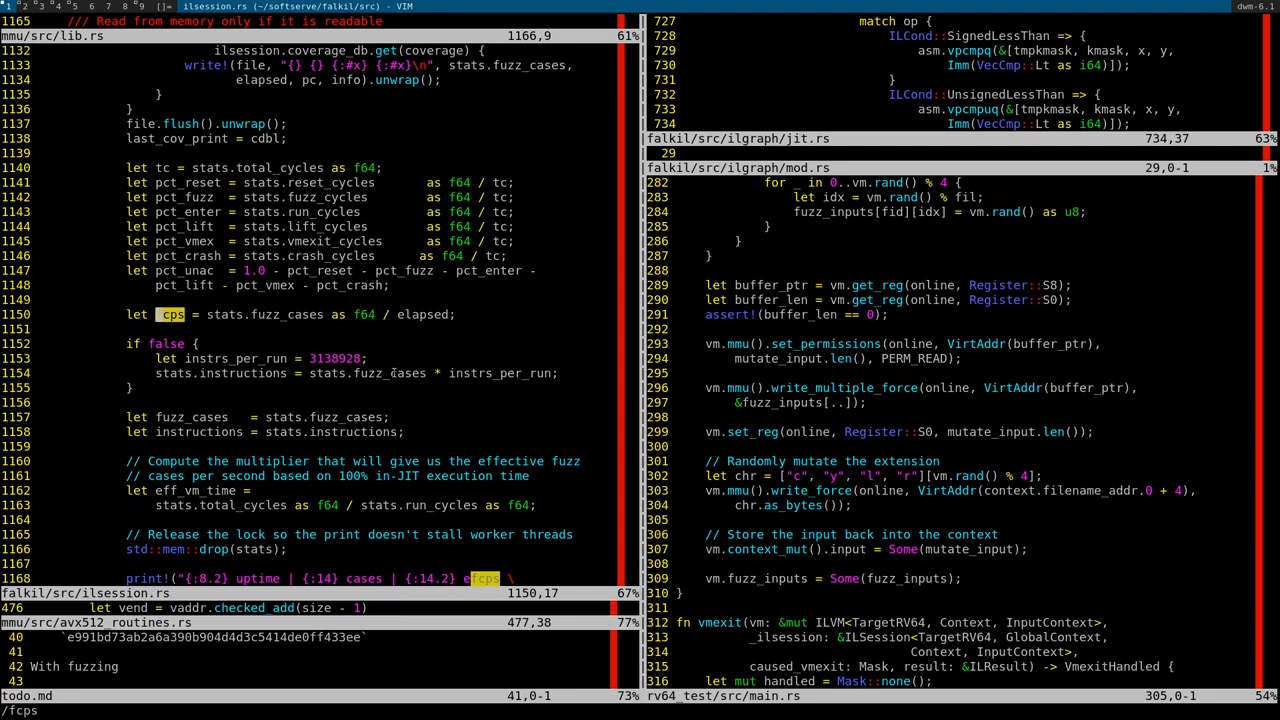 1 2 3 4 5 6 7 8 9 []= ilsession.rs (~/softserve/falkil/src) - VIM dwm-6.1
1165     /// Read from memory only if it is readable
mmu/src/lib.rs 1166,9 61%
1132                         ilsession.coverage_db.get(coverage) {
1133                     write!(file, "{} {} {:#x} {:#x}\n", stats.fuzz_cases,
1134                            elapsed, pc, info).unwrap();
1135                 }
1136             }
1137             file.flush().unwrap();
1138             last_cov_print = cdbl;
1139
1140             let tc = stats.total_cycles as f64;
1141             let pct_reset = stats.reset_cycles       as f64 / tc;
1142             let pct_fuzz  = stats.fuzz_cycles        as f64 / tc;
1143             let pct_enter = stats.run_cycles         as f64 / tc;
1144             let pct_lift  = stats.lift_cycles        as f64 / tc;
1145             let pct_vmex  = stats.vmexit_cycles      as f64 / tc;
1146             let pct_crash = stats.crash_cycles      as f64 / tc;
1147             let pct_unac  = 1.0 - pct_reset - pct_fuzz - pct_enter -
1148                 pct_lift - pct_vmex - pct_crash;
1149
1150             let fcps = stats.fuzz_cases as f64 / elapsed;
1151
1152             if false {
1153                 let instrs_per_run = 3138928;
1154                 stats.instructions = stats.fuzz_cases * instrs_per_run;
1155             }
1156
1157             let fuzz_cases   = stats.fuzz_cases;
1158             let instructions = stats.instructions;
1159
1160             // Compute the multiplier that will give us the effective fuzz
1161             // cases per second based on 100% in-JIT execution time
1162             let eff_vm_time =
1163                 stats.total_cycles as f64 / stats.run_cycles as f64;
1164
1165             // Release the lock so the print doesn't stall worker threads
1166             std::mem::drop(stats);
1167
1168             print!("{:8.2} uptime | {:14} cases | {:14.2} efcps \
falkil/src/ilsession.rs 1150,17 67%
476        let vend = vaddr.checked_add(size - 1)
mmu/src/avx512_routines.rs 477,38 77%
40     `e991bd73ab2a6a390b904d4d3c5414de0ff433ee`
41
42 With fuzzing
43
todo.md 41,0-1 73%
/fcps
727                         match op {
728                             ILCond::SignedLessThan => {
729                                 asm.vpcmpq(&[tmpkmask, kmask, x, y,
730                                         Imm(VecCmp::Lt as i64)]);
731                             }
732                             ILCond::UnsignedLessThan => {
733                                 asm.vpcmpuq(&[tmpkmask, kmask, x, y,
734                                         Imm(VecCmp::Lt as i64)]);
falkil/src/ilgraph/jit.rs 734,37 63%
29
falkil/src/ilgraph/mod.rs 29,0-1 1%
282             for _ in 0..vm.rand() % 4 {
283                 let idx = vm.rand() % fil;
284                 fuzz_inputs[fid][idx] = vm.rand() as u8;
285             }
286         }
287     }
288
289     let buffer_ptr = vm.get_reg(online, Register::S8);
290     let buffer_len = vm.get_reg(online, Register::S0);
291     assert!(buffer_len == 0);
292
293     vm.mmu().set_permissions(online, VirtAddr(buffer_ptr),
294         mutate_input.len(), PERM_READ);
295
296     vm.mmu().write_multiple_force(online, VirtAddr(buffer_ptr),
297         &fuzz_inputs[..]);
298
299     vm.set_reg(online, Register::S0, mutate_input.len());
300
301     // Randomly mutate the extension
302     let chr = ["c", "y", "l", "r"][vm.rand() % 4];
303     vm.mmu().write_force(online, VirtAddr(context.filename_addr.0 + 4),
304         chr.as_bytes());
305
306     // Store the input back into the context
307     vm.context_mut().input = Some(mutate_input);
308
309     vm.fuzz_inputs = Some(fuzz_inputs);
310 }
311
312 fn vmexit(vm: &mut ILVM<TargetRV64, Context, InputContext>,
313           _ilsession: &ILSession<TargetRV64, GlobalContext,
314                                 Context, InputContext>,
315           caused_vmexit: Mask, result: &ILResult) -> VmexitHandled {
316     let mut handled = Mask::none();
rv64_test/src/main.rs 305,0-1 54%